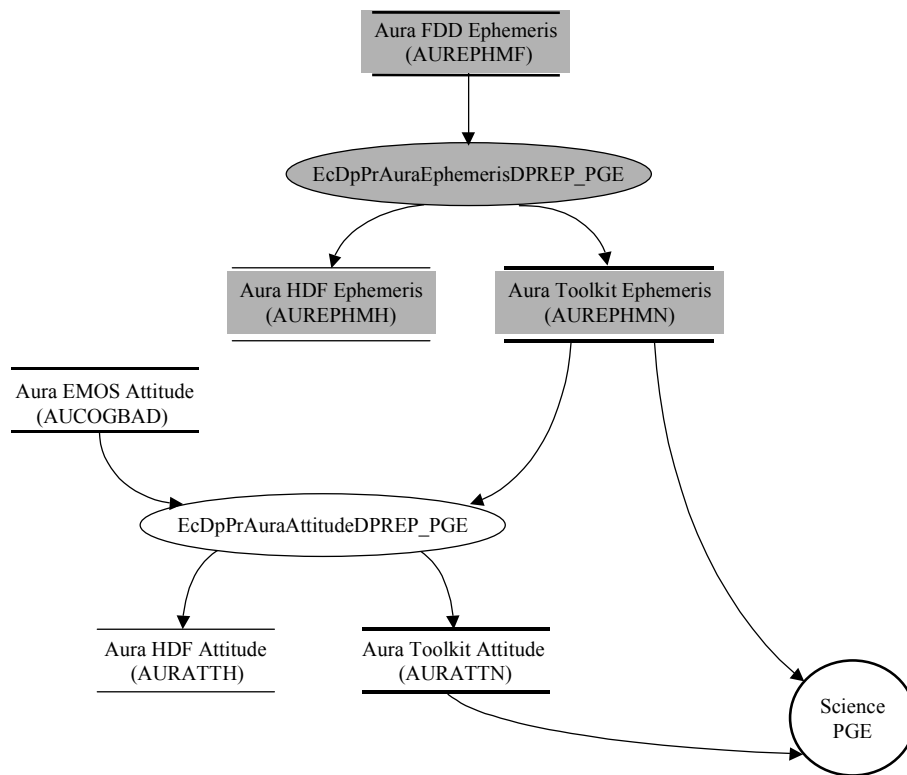 Aura FDD Ephemeris
(AUREPHMF)
EcDpPrAuraEphemerisDPREP_PGE
Aura HDF Ephemeris
(AUREPHMH)
Aura Toolkit Ephemeris
(AUREPHMN)
Aura EMOS Attitude
(AUCOGBAD)
EcDpPrAuraAttitudeDPREP_PGE
Aura HDF Attitude
(AURATTH)
Aura Toolkit Attitude
(AURATTN)
Science
PGE